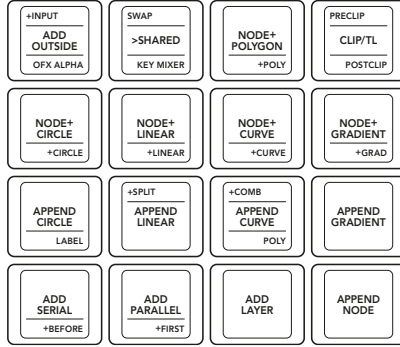 +INPUT
ADD
OUTSIDE
OFX ALPHA
SWAP
>SHARED
KEY MIXER
NODE+
POLYGON
+POLY
PRECLIP
CLIP/TL
POSTCLIP
NODE+
CIRCLE
+CIRCLE
NODE+
LINEAR
+LINEAR
NODE+
CURVE
+CURVE
NODE+
GRADIENT
+GRAD
APPEND
CIRCLE
LABEL
+SPLIT
APPEND
LINEAR
+COMB
APPEND
CURVE
POLY
APPEND
GRADIENT
ADD
SERIAL
+BEFORE
ADD
PARALLEL
+FIRST
ADD
LAYER
APPEND
NODE